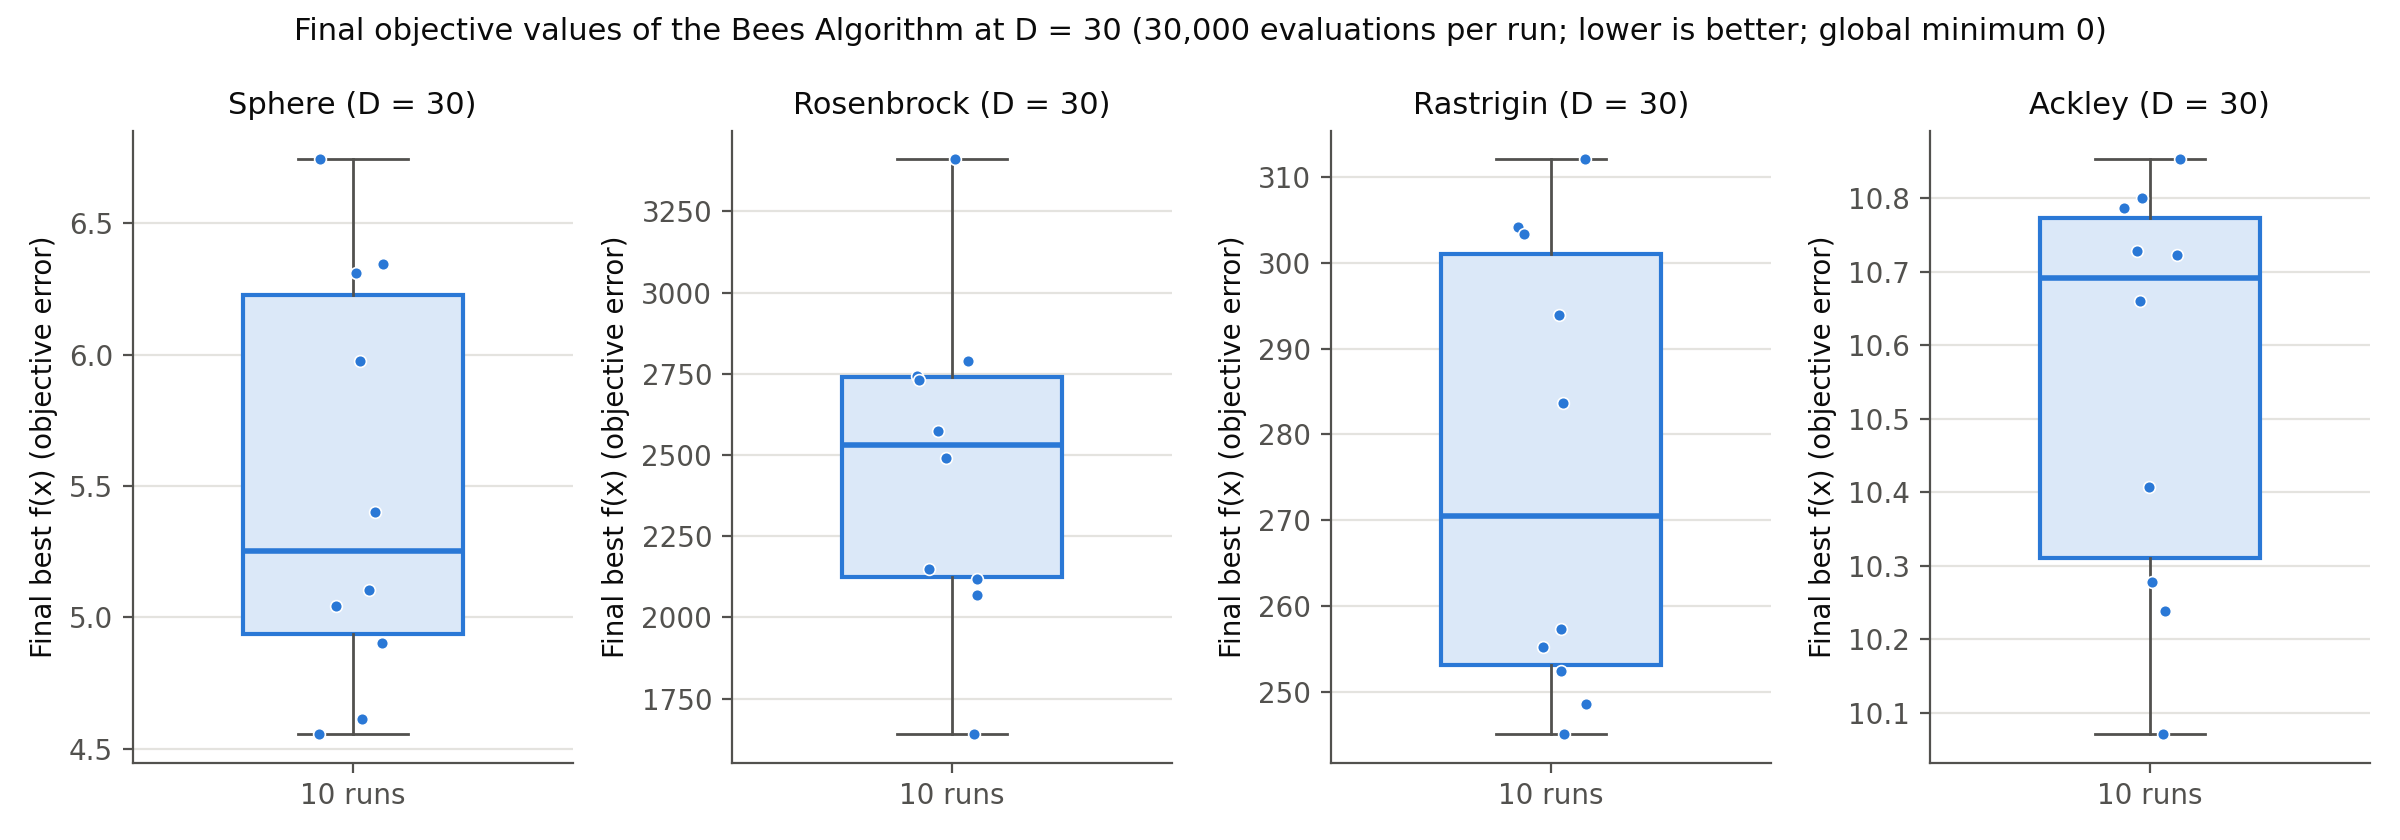 Final objective values of the Bees Algorithm at D = 30 (30,000 evaluations per run; lower is better; global minimum 0)
Sphere (D = 30)
Final best f(x) (objective error)
6.5
6.0
5.5
5.0
4.5
10 runs
Rosenbrock (D = 30)
Final best f(x) (objective error)
3250
3000
2750
2500
2250
2000
1750
10 runs
Rastrigin (D = 30)
Final best f(x) (objective error)
310
300
290
280
270
260
250
10 runs
Ackley (D = 30)
Final best f(x) (objective error)
10.8
10.7
10.6
10.5
10.4
10.3
10.2
10.1
10 runs